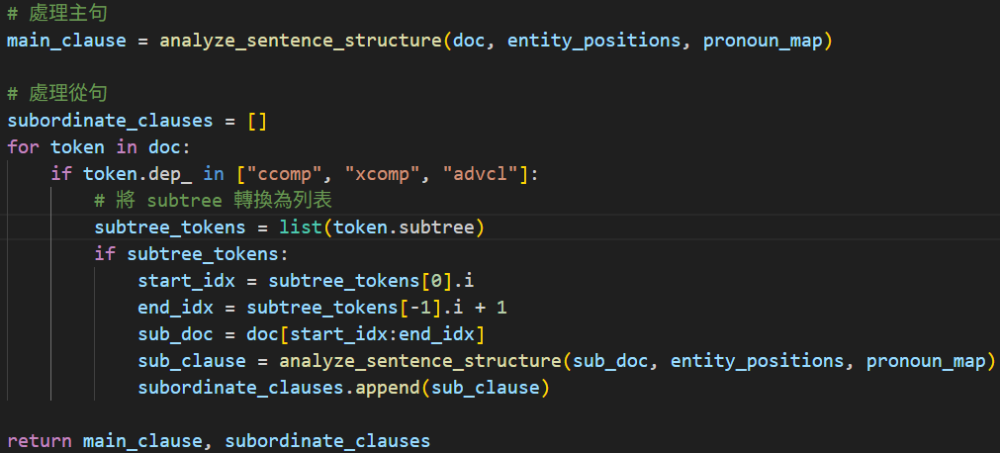 # 處理主句
main_clause = analyze_sentence_structure(doc, entity_positions, pronoun_map)

# 處理從句
subordinate_clauses = []
for token in doc:
    if token.dep_ in ["ccomp", "xcomp", "advcl"]:
        # 將 subtree 轉換為列表
        subtree_tokens = list(token.subtree)
        if subtree_tokens:
            start_idx = subtree_tokens[0].i
            end_idx = subtree_tokens[-1].i + 1
            sub_doc = doc[start_idx:end_idx]
            sub_clause = analyze_sentence_structure(sub_doc, entity_positions, pronoun_map)
            subordinate_clauses.append(sub_clause)

return main_clause, subordinate_clauses